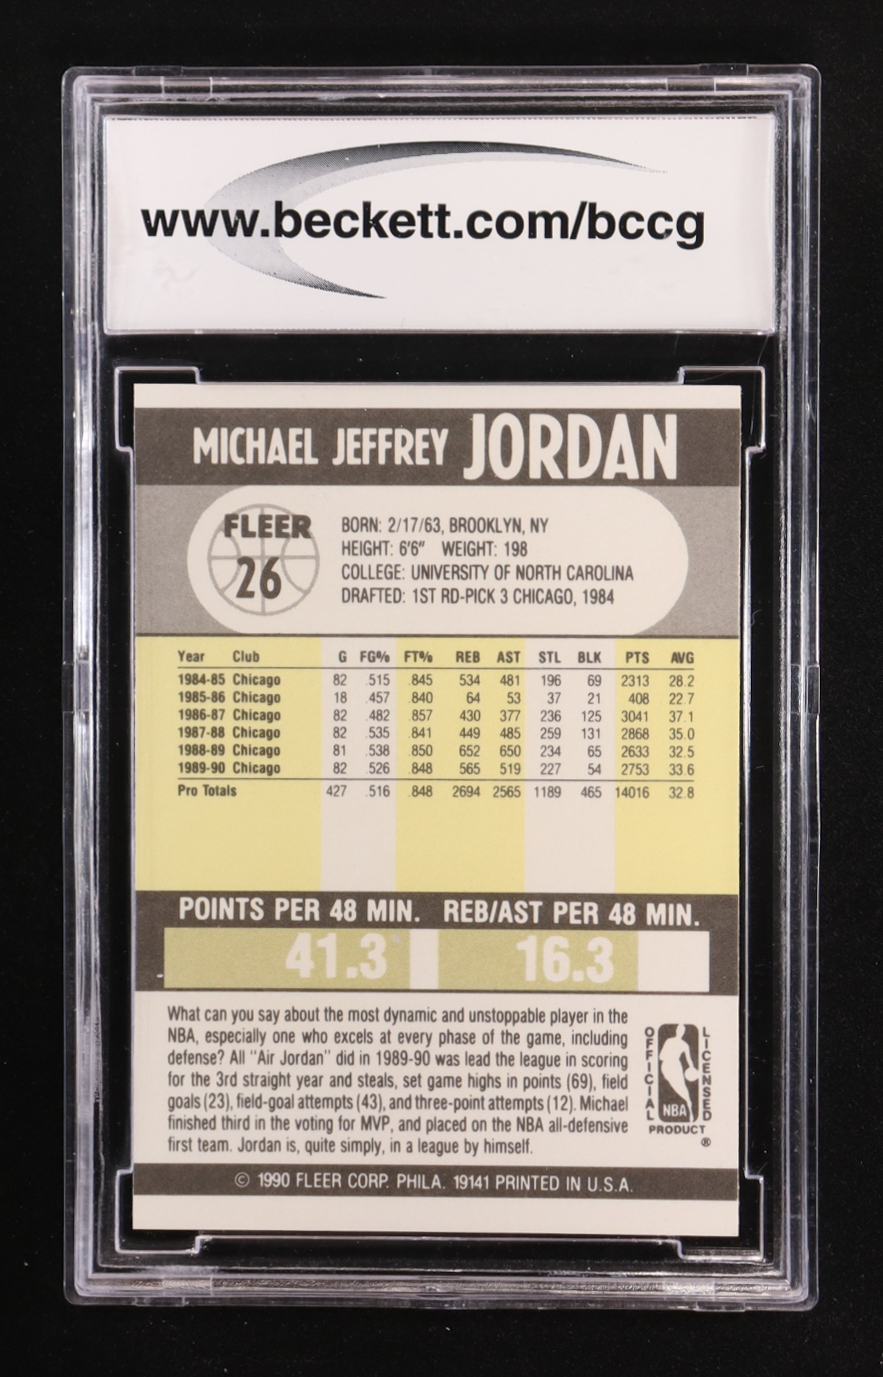 www.beckett.com/bccg
MICHAEL JEFFREY JORDAN
FLEER
26
BORN: 2/17/63, BROOKLYN, NY
HEIGHT: 6'6" WEIGHT: 198
COLLEGE: UNIVERSITY OF NORTH CAROLINA
DRAFTED: 1ST RD-PICK 3 CHICAGO, 1984
Year Club G FG% FT% REB AST STL BLK PTS AVG
1984-85 Chicago 82 .515 .845 534 481 196 69 2313 28.2
1985-86 Chicago 18 .457 .840 64 53 37 21 408 22.7
1986-87 Chicago 82 .482 .857 430 377 236 125 3041 37.1
1987-88 Chicago 82 .535 .841 449 485 259 131 2868 35.0
1988-89 Chicago 81 .538 .850 652 650 234 65 2633 32.5
1989-90 Chicago 82 .526 .848 565 519 227 54 2753 33.6
Pro Totals 427 .516 .848 2694 2565 1189 465 14016 32.8
POINTS PER 48 MIN. REB/AST PER 48 MIN.
41.3 16.3
What can you say about the most dynamic and unstoppable player in the
NBA, especially one who excels at every phase of the game, including
defense? All "Air Jordan" did in 1989-90 was lead the league in scoring
for the 3rd straight year and steals, set game highs in points (69), field
goals (23), field-goal attempts (43), and three-point attempts (12). Michael
finished third in the voting for MVP, and placed on the NBA all-defensive
first team. Jordan is, quite simply, in a league by himself.
OFFICIAL
NBA
LICENSED
PRODUCT
®
© 1990 FLEER CORP. PHILA. 19141 PRINTED IN U.S.A.